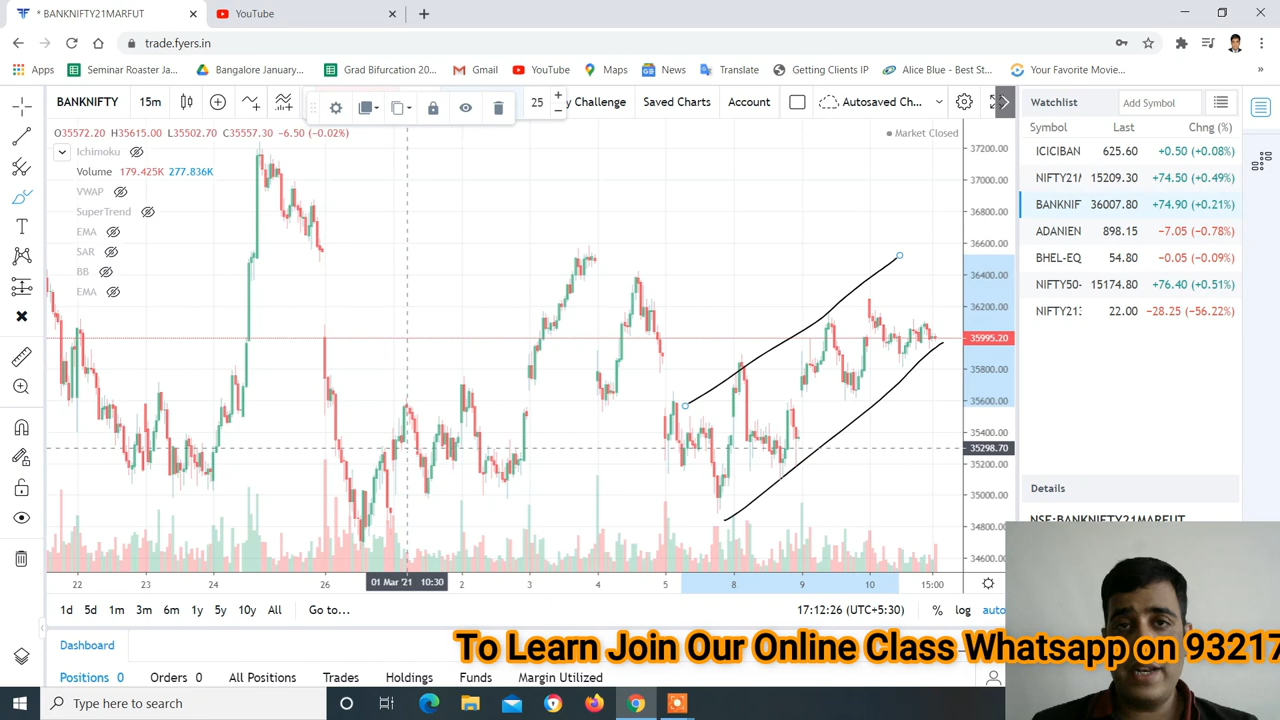 * BANKNIFTY21MARFUT
YouTube
trade.fyers.in
Apps
Seminar Roaster Ja...
Bangalore January...
Grad Bifurcation 20...
Gmail
YouTube
Maps
News
Translate
Getting Clients IP
Alice Blue - Best St...
Your Favorite Movie...
BANKNIFTY
15m
25
y Challenge
Saved Charts
Account
Autosaved Ch...
Watchlist
Add Symbol
O35572.20 H35615.00 L35502.70 C35557.30 -6.50 (-0.02%)
Market Closed
Symbol Last Chng (%)
Ichimoku
Volume 179.425K 277.836K
VWAP
SuperTrend
EMA
SAR
BB
EMA
37200.00
37000.00
36800.00
36600.00
36400.00
36200.00
35995.20
35800.00
35600.00
35400.00
35298.70
35200.00
35000.00
34800.00
34600.00
ICICIBAN 625.60 +0.50 (+0.08%)
NIFTY21 15209.30 +74.50 (+0.49%)
BANKNIF 36007.80 +74.90 (+0.21%)
ADANIEN 898.15 -7.05 (-0.78%)
BHEL-EQ 54.80 -0.05 (-0.09%)
NIFTY50- 15174.80 +76.40 (+0.51%)
NIFTY21 22.00 -28.25 (-56.22%)
Details
NSE:BANKNIFTY21MARFUT
22 23 24 26 01 Mar '21 10:30 2 3 4 5 8 9 10 15:00
1d 5d 1m 3m 6m 1y 5y 10y All Go to...
17:12:26 (UTC+5:30) % log auto
Dashboard
To Learn Join Our Online Class Whatsapp on 93217
Positions 0 Orders 0 All Positions Trades Holdings Funds Margin Utilized
Type here to search